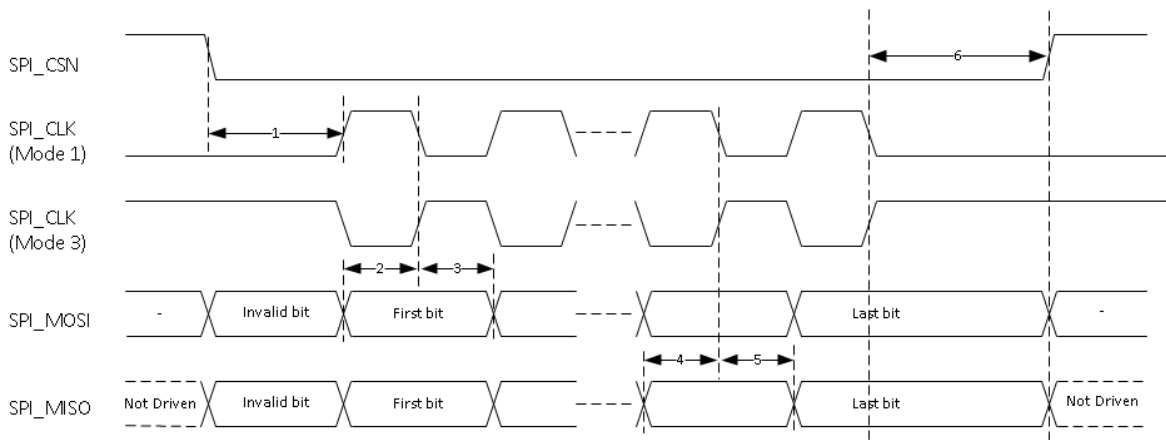 SPI_CSN
6
SPI_CLK
(Mode 1)
1
SPI_CLK
(Mode 3)
2
3
SPI_MOSI
-
Invalid bit
First bit
Last bit
-
4
5
SPI_MISO
Not Driven
Invalid bit
First bit
Last bit
Not Driven